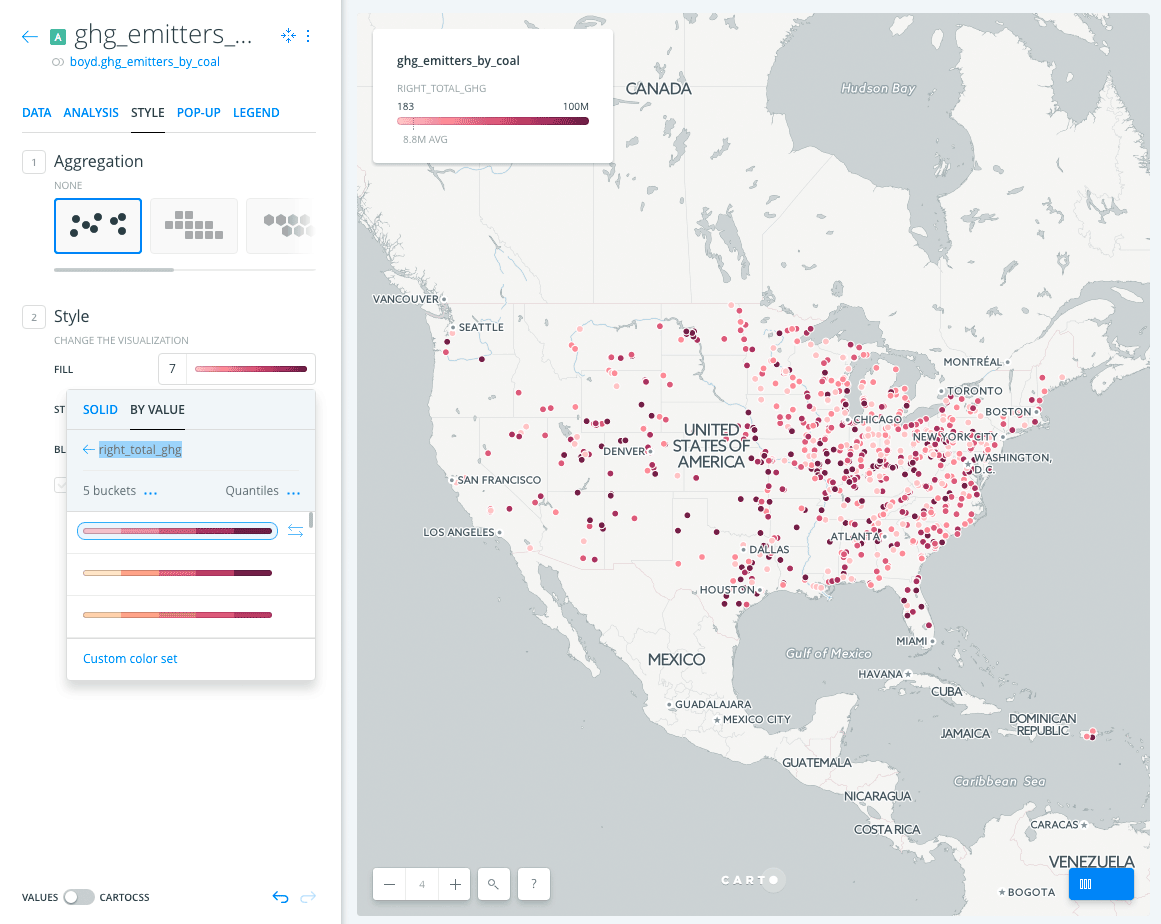 A ghg_emitters_...
boyd.ghg_emitters_by_coal
DATA ANALYSIS STYLE POP-UP LEGEND
1 Aggregation
NONE
2 Style
CHANGE THE VISUALIZATION
FILL 7
ST
SOLID BY VALUE
BL
right_total_ghg
5 buckets ... Quantiles ...
Custom color set
VALUES CARTOCSS
ghg_emitters_by_coal
RIGHT_TOTAL_GHG
183 100M
8.8M AVG
CANADA
Hudson Bay
VANCOUVER
SEATTLE
MONTRÉAL
TORONTO
BOSTON
CHICAGO
NEW YORK CITY
UNITED
STATES OF
AMERICA
DENVER
WASHINGTON,
D.C.
SAN FRANCISCO
LOS ANGELES
ATLANTA
DALLAS
HOUSTON
MIAMI
MEXICO
Gulf of Mexico
HAVANA
CUBA
GUADALAJARA
MEXICO CITY
DOMINICAN
REPUBLIC
JAMAICA
GUATEMALA
Caribbean Sea
NICARAGUA
COSTA RICA
CARACAS
VENEZUELA
BOGOTA
4
?
CARTO